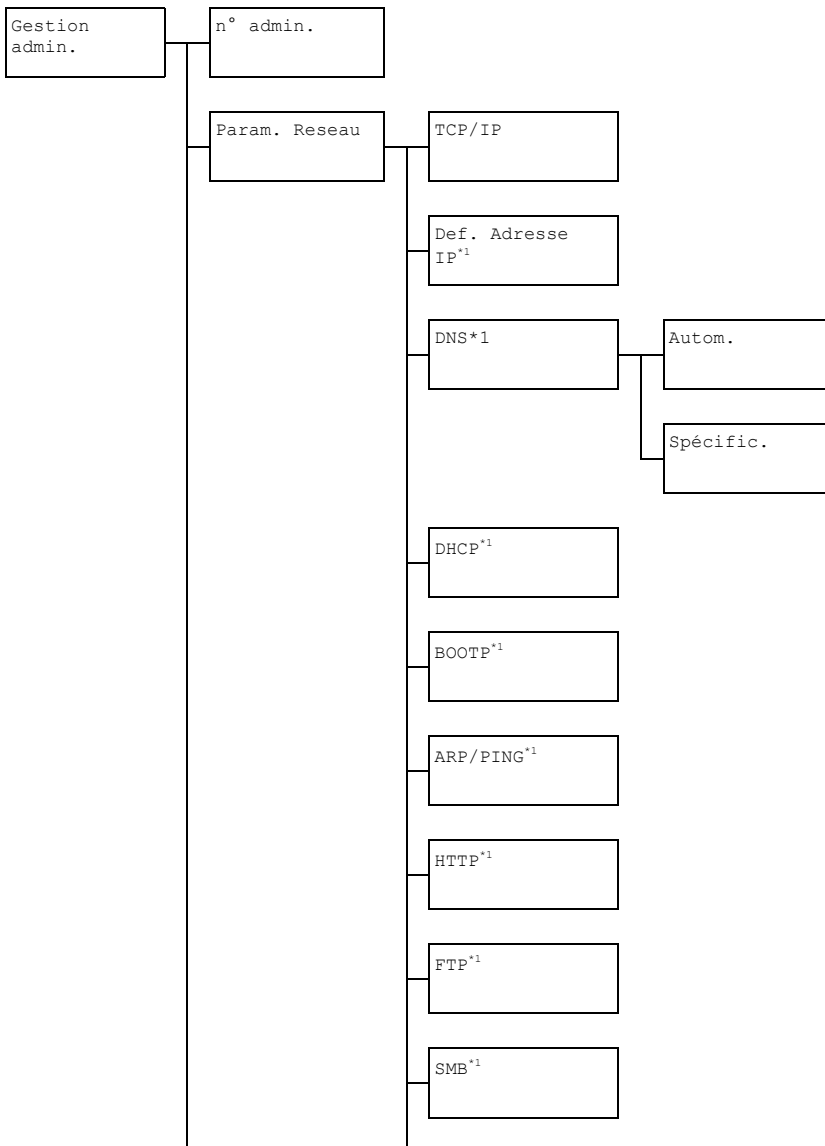 Gestion
admin.
n° admin.
Param. Reseau
TCP/IP
Def. Adresse
IP*1
DNS*1
Autom.
Spécific.
DHCP*1
BOOTP*1
ARP/PING*1
HTTP*1
FTP*1
SMB*1